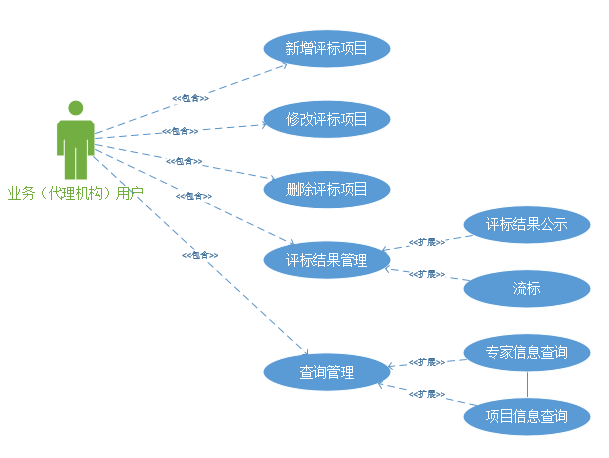 新增评标项目
<<包含>>
修改评标项目
<<包含>>
<<包含>>
删除评标项目
业务（代理机构）用户
<<包含>>
评标结果公示
<<扩展>>
<<包含>>
评标结果管理
<<扩展>>
流标
专家信息查询
<<扩展>>
查询管理
<<扩展>>
项目信息查询